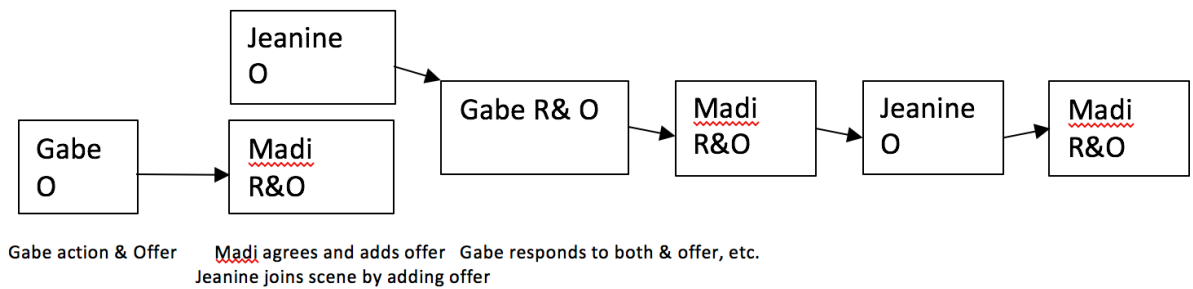 Jeanine
O
Gabe
O
Madi
R&O
Gabe R& O
Madi
R&O
Jeanine
O
Madi
R&O
Gabe action & Offer
Madi agrees and adds offer
Gabe responds to both & offer, etc.
Jeanine joins scene by adding offer